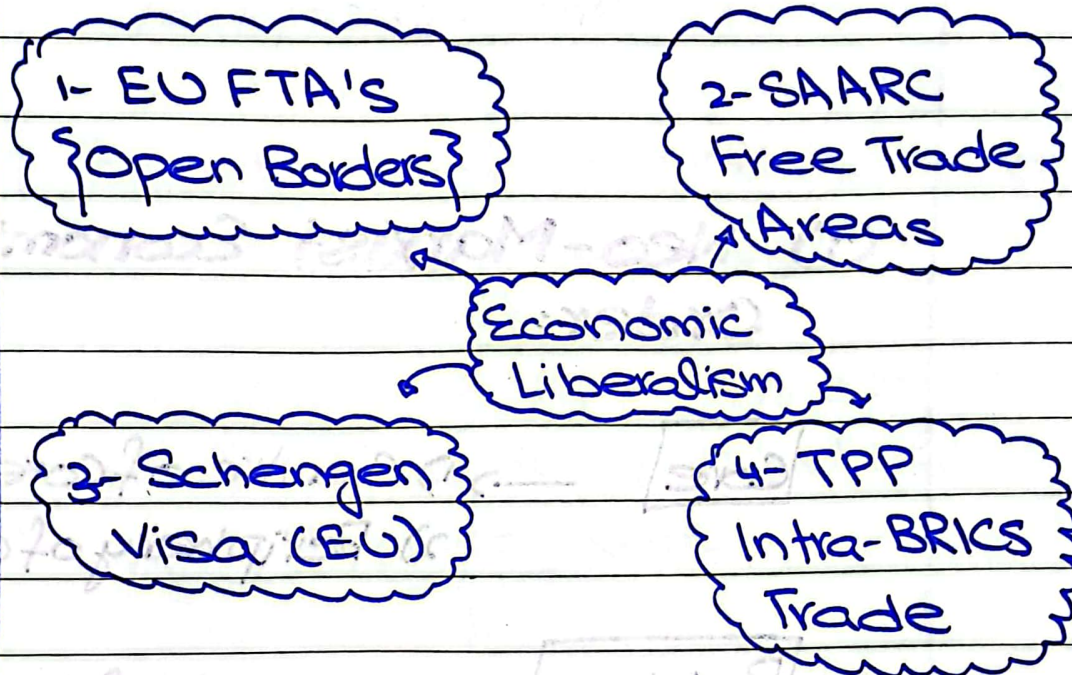 1- EU FTA's
{Open Borders}
2- SAARC
Free Trade
Areas
Economic
Liberalism
3- Schengen
Visa (EU)
4- TPP
Intra-BRICS
Trade